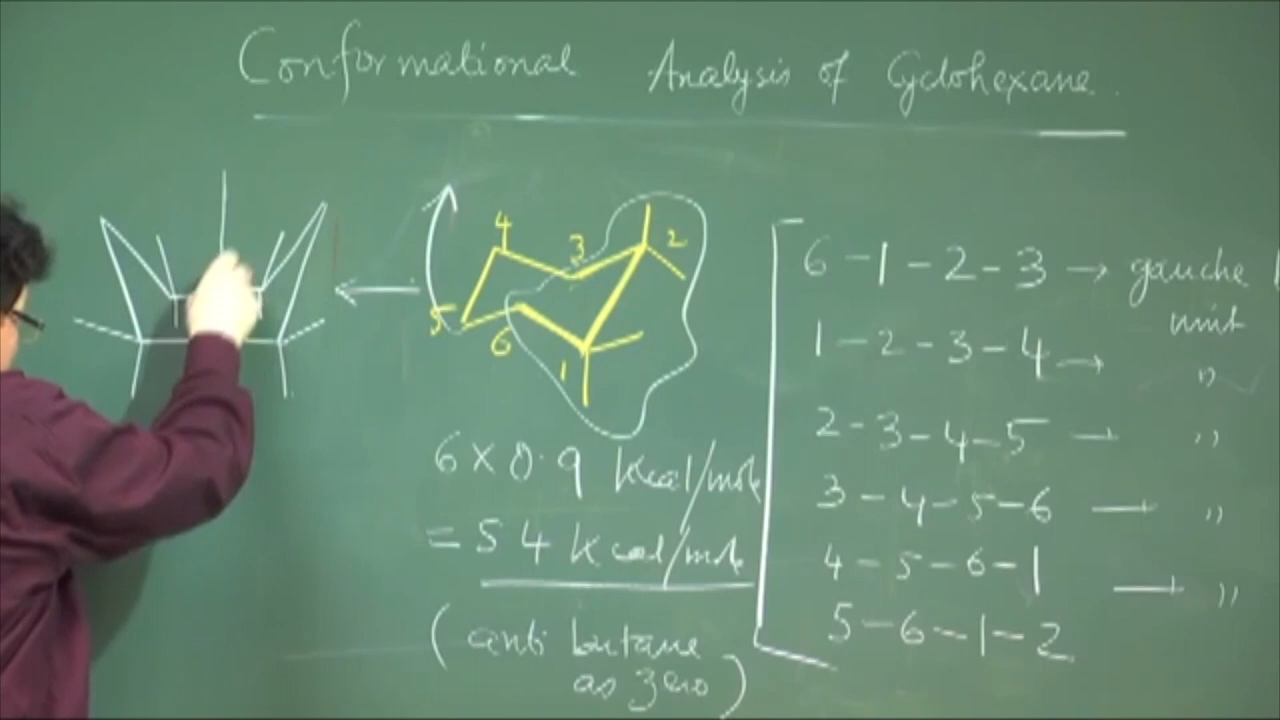 Conformational Analysis of Cyclohexane.
4
3
2
5
6
1
6 × 0.9 Kcal/mole
= 5 4 Kcal/mole
(anti butane
as zero)
6 - 1 - 2 - 3 → gauche
unit
1 - 2 - 3 - 4 → ''
2 - 3 - 4 - 5 → ''
3 - 4 - 5 - 6 → ''
4 - 5 - 6 - 1 → ''
5 - 6 - 1 - 2